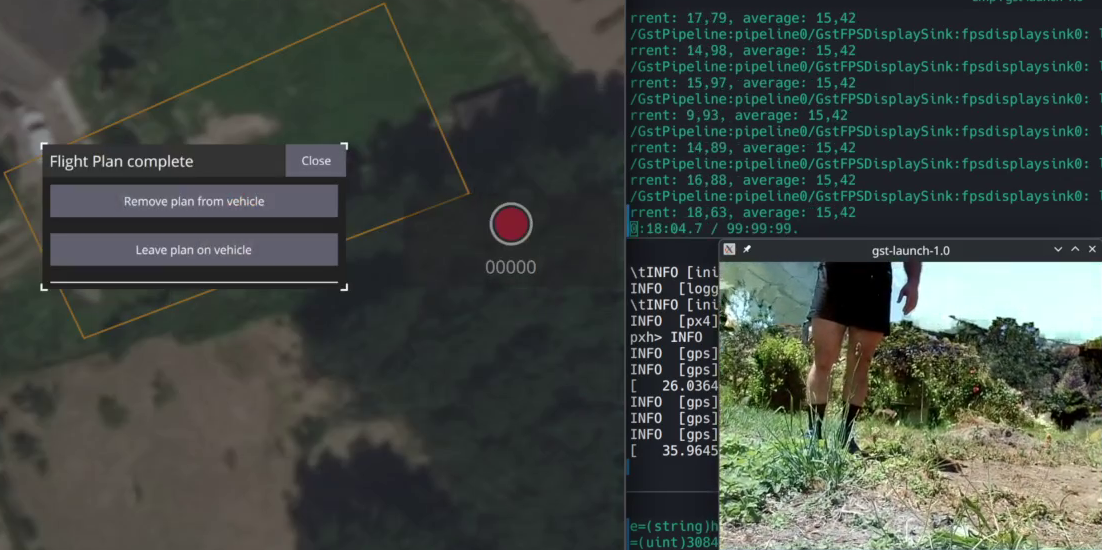 Flight Plan complete
Close
Remove plan from vehicle
Leave plan on vehicle
00000
rrent: 17,79, average: 15,42
/GstPipeline:pipeline0/GstFPSDisplaySink:fpsdisplaysink0:
rrent: 14,98, average: 15,42
/GstPipeline:pipeline0/GstFPSDisplaySink:fpsdisplaysink0:
rrent: 15,97, average: 15,42
/GstPipeline:pipeline0/GstFPSDisplaySink:fpsdisplaysink0:
rrent: 9,93, average: 15,42
/GstPipeline:pipeline0/GstFPSDisplaySink:fpsdisplaysink0:
rrent: 14,89, average: 15,42
/GstPipeline:pipeline0/GstFPSDisplaySink:fpsdisplaysink0:
rrent: 16,88, average: 15,42
/GstPipeline:pipeline0/GstFPSDisplaySink:fpsdisplaysink0:
rrent: 18,63, average: 15,42
0:18:04.7 / 99:99:99.
gst-launch-1.0
\tINFO [ini
INFO [logg
\tINFO [ini
INFO [px4]
pxh> INFO
INFO [gps]
INFO [gps]
[ 26.0364
INFO [gps]
INFO [gps]
INFO [gps]
[ 35.9645
e=(string)h
=(uint)3084